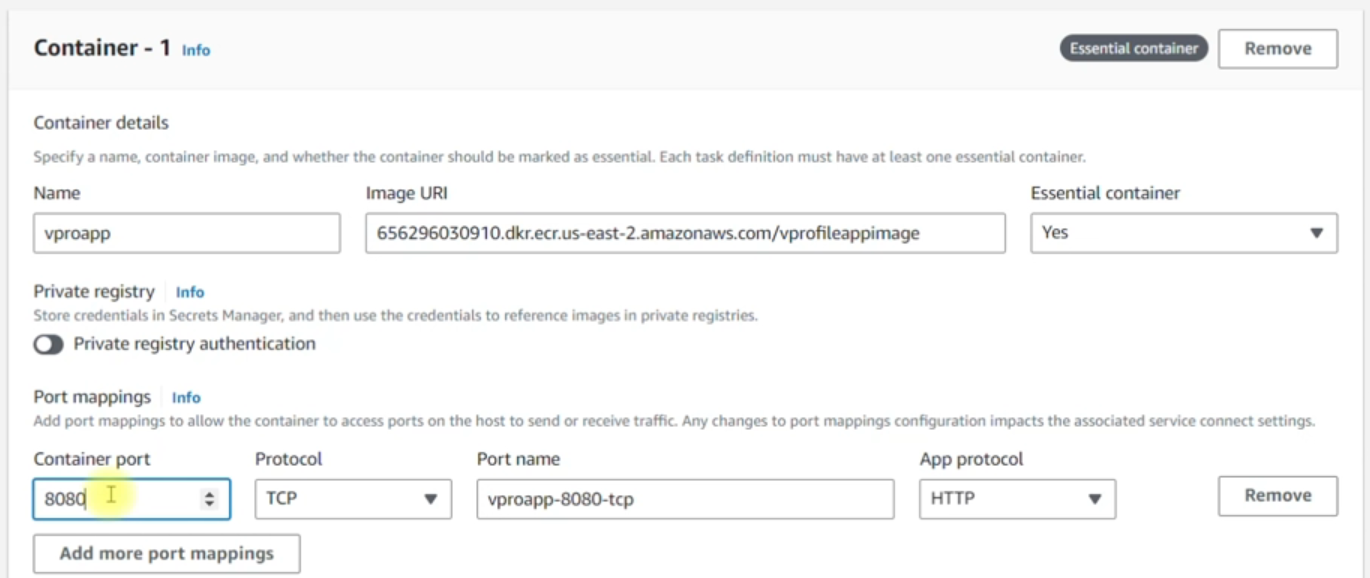 Container - 1 Info Essential container Remove
Container details
Specify a name, container image, and whether the container should be marked as essential. Each task definition must have at least one essential container.
Name Image URI Essential container
vproapp 656296030910.dkr.ecr.us-east-2.amazonaws.com/vprofileappimage Yes
Private registry Info
Store credentials in Secrets Manager, and then use the credentials to reference images in private registries.
Private registry authentication
Port mappings Info
Add port mappings to allow the container to access ports on the host to send or receive traffic. Any changes to port mappings configuration impacts the associated service connect settings.
Container port Protocol Port name App protocol
8080 TCP vproapp-8080-tcp HTTP Remove
Add more port mappings